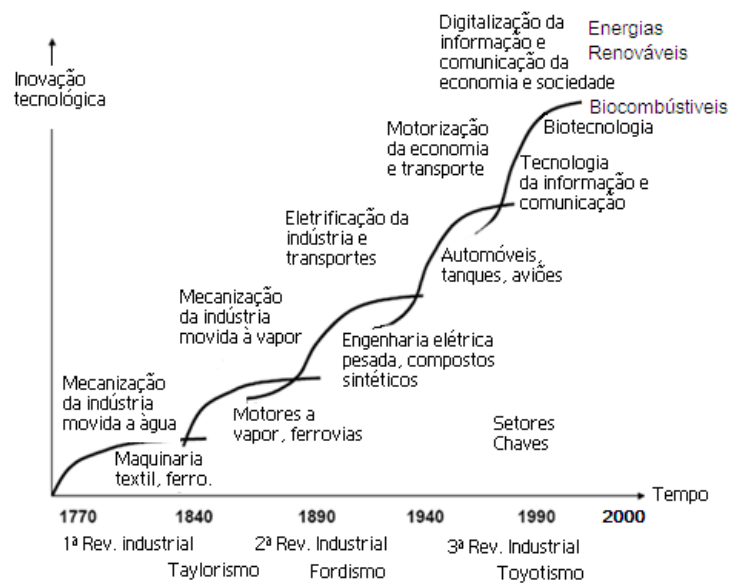 Inovação
tecnológica
Digitalização da
informação e
comunicação da
economia e sociedade
Energias
Renováveis
Biocombústiveis
Biotecnologia
Motorização
da economia
e transporte
Tecnologia
da informação e
comunicação
Eletrificação da
indústria e
transportes
Automóveis,
tanques, aviões
Mecanização
da indústria
movida à vapor
Engenharia elétrica
pesada, compostos
sintéticos
Mecanização
da indústria
movida a àgua
Motores a
vapor, ferrovias
Setores
Chaves
Maquinaria
textil, ferro.
Tempo
1770 1840 1890 1940 1990 2000
1ª Rev. industrial 2ª Rev. Industrial 3ª Rev. Industrial
Taylorismo Fordismo Toyotismo